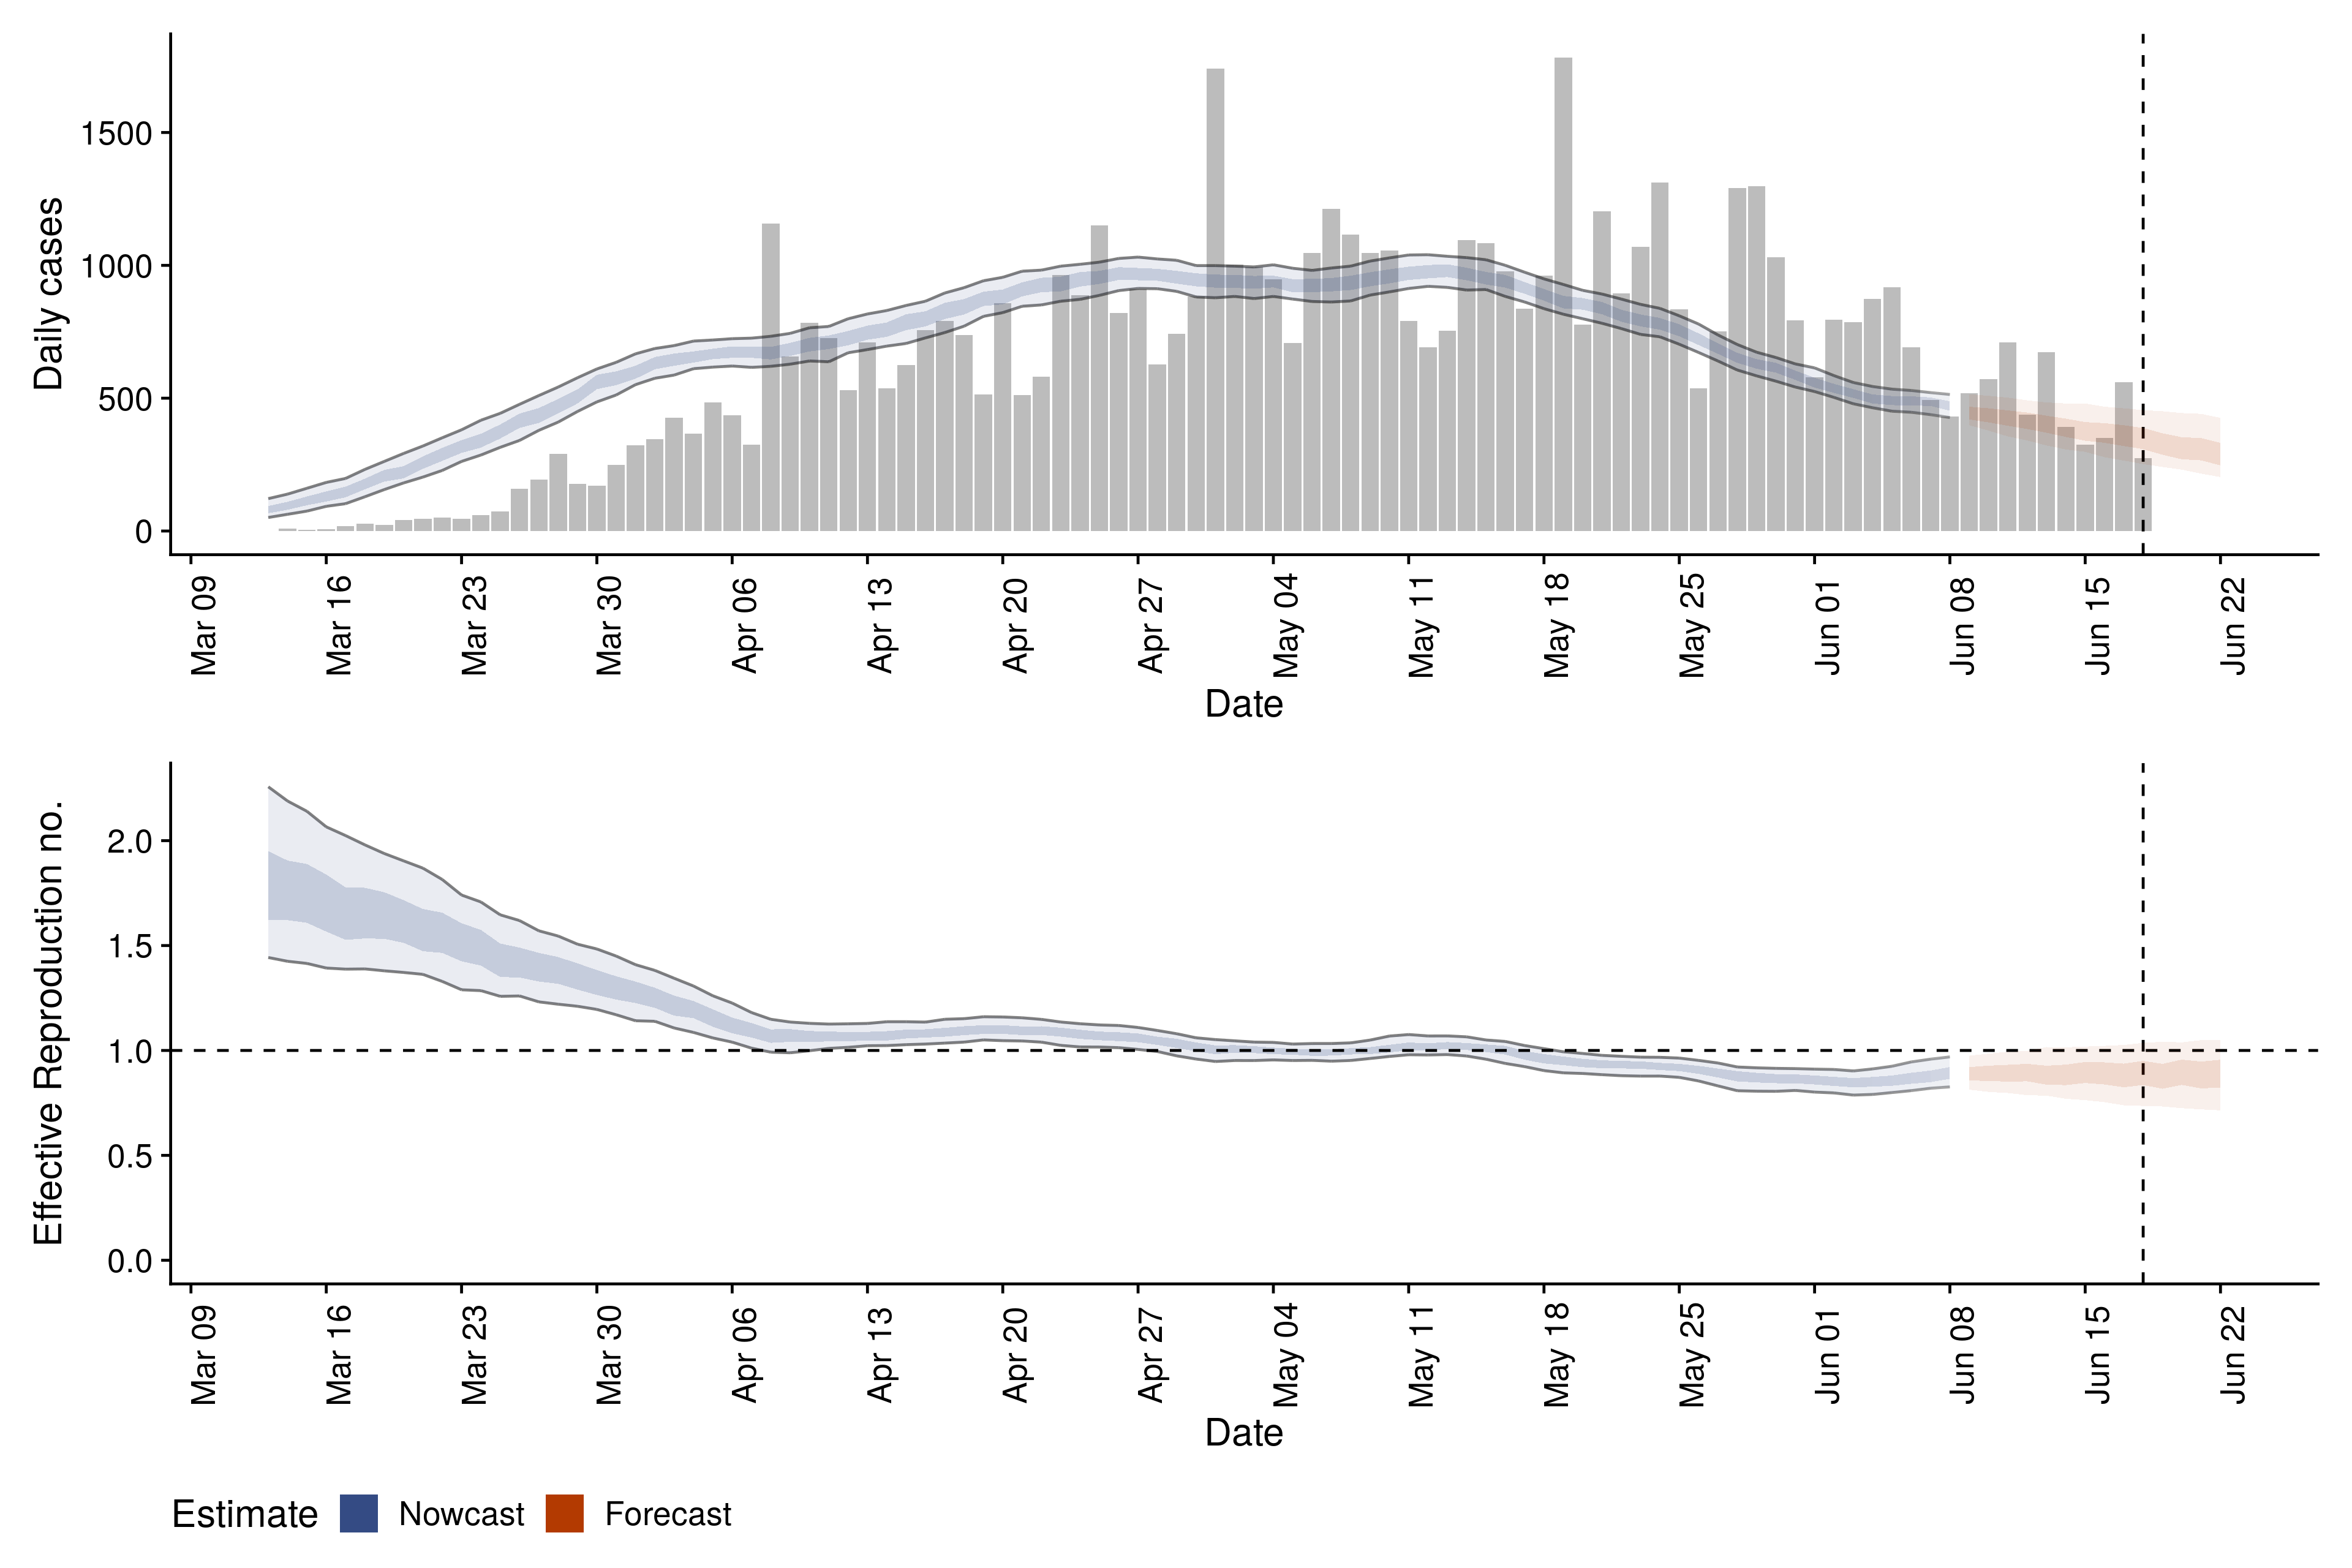 Daily cases
1500
1000
500
0
Mar 09
Mar 16
Mar 23
Mar 30
Apr 06
Apr 13
Apr 20
Apr 27
May 04
May 11
May 18
May 25
Jun 01
Jun 08
Jun 15
Jun 22
Date
Effective Reproduction no.
2.0
1.5
1.0
0.5
0.0
Mar 09
Mar 16
Mar 23
Mar 30
Apr 06
Apr 13
Apr 20
Apr 27
May 04
May 11
May 18
May 25
Jun 01
Jun 08
Jun 15
Jun 22
Date
Estimate Nowcast Forecast